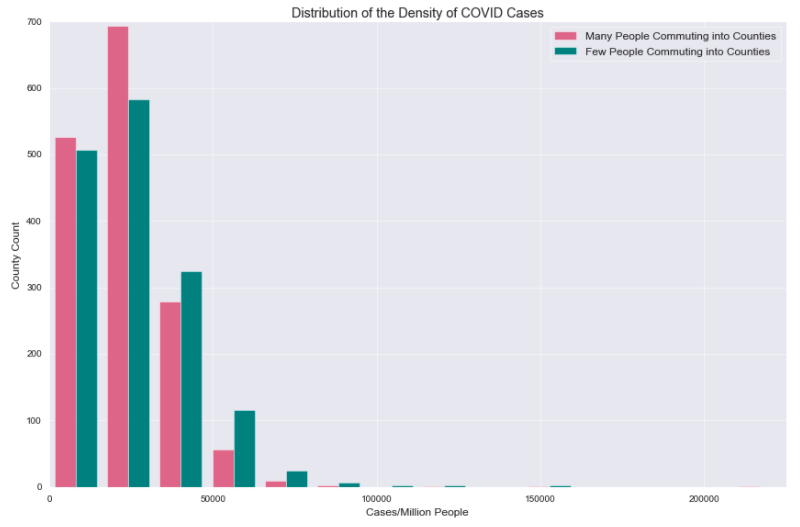 Distribution of the Density of COVID Cases
Many People Commuting into Counties
Few People Commuting into Counties
700
600
500
400
300
200
100
0
County Count
0 50000 100000 150000 200000
Cases/Million People